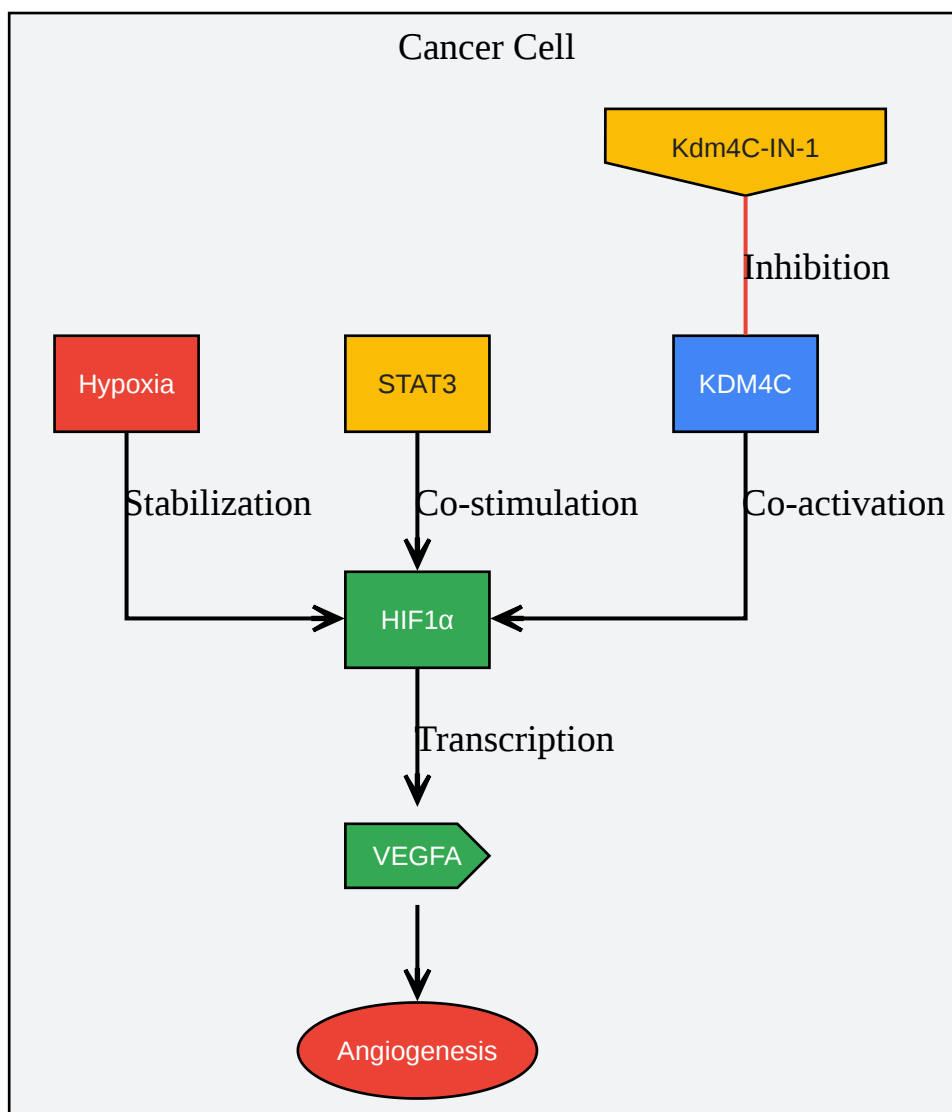 Cancer Cell
Kdm4C-IN-1
Inhibition
Hypoxia
STAT3
KDM4C
Stabilization
Co-stimulation
Co-activation
HIF1α
Transcription
VEGFA
Angiogenesis